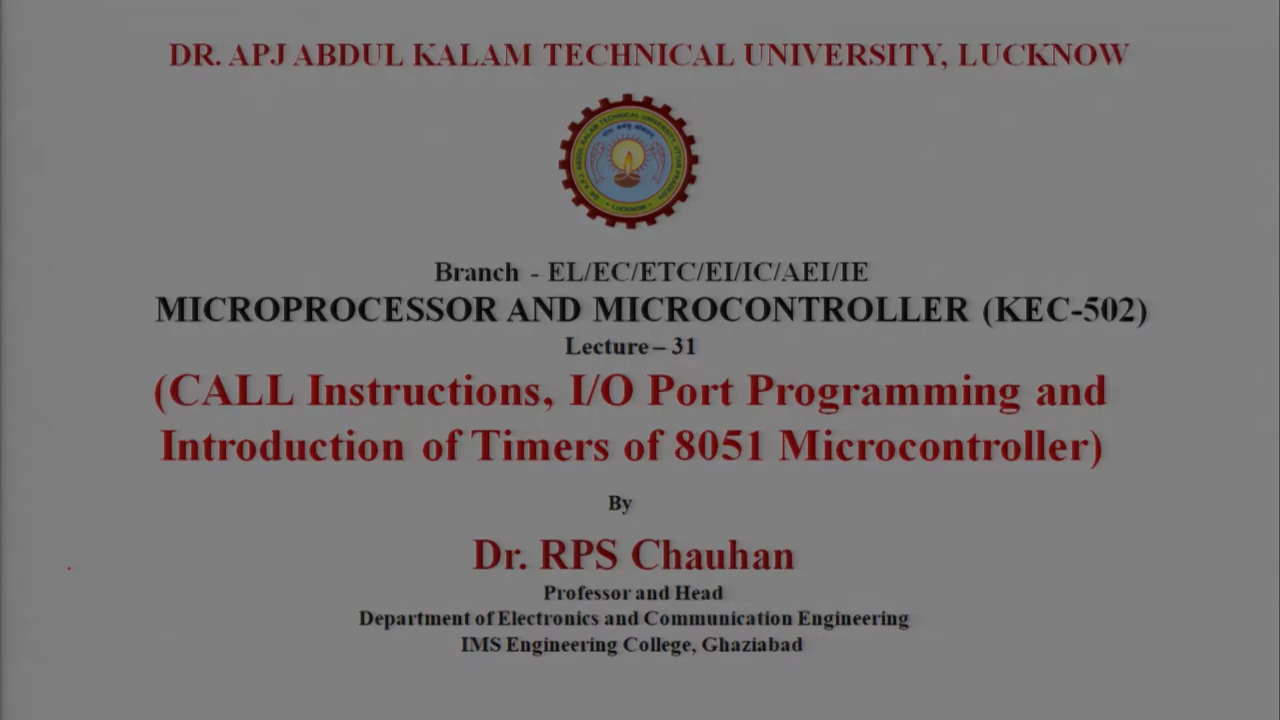 DR. APJ ABDUL KALAM TECHNICAL UNIVERSITY, LUCKNOW
Branch - EL/EC/ETC/EI/IC/AEI/IE
MICROPROCESSOR AND MICROCONTROLLER (KEC-502)
Lecture – 31
(CALL Instructions, I/O Port Programming and
Introduction of Timers of 8051 Microcontroller)
By
Dr. RPS Chauhan
Professor and Head
Department of Electronics and Communication Engineering
IMS Engineering College, Ghaziabad